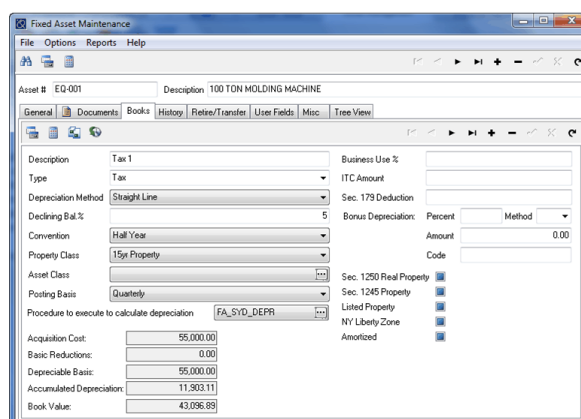 Fixed Asset Maintenance
File Options Reports Help
Asset # EQ-001 Description 100 TON MOLDING MACHINE
General Documents Books History Retire/Transfer User Fields Misc Tree View
Description Tax 1 Business Use %
Type Tax ITC Amount
Depreciation Method Straight Line Sec. 179 Deduction
Declining Bal.% 5 Bonus Depreciation: Percent Method
Convention Half Year Amount 0.00
Property Class 15yr Property Code
Asset Class Sec. 1250 Real Property
Posting Basis Quarterly Sec. 1245 Property
Listed Property
Procedure to execute to calculate depreciation FA_SYD_DEPR
NY Liberty Zone
Acquisition Cost: 55,000.00 Amortized
Basic Reductions: 0.00
Depreciable Basis: 55,000.00
Accumulated Depreciation: 11,903.11
Book Value: 43,096.89